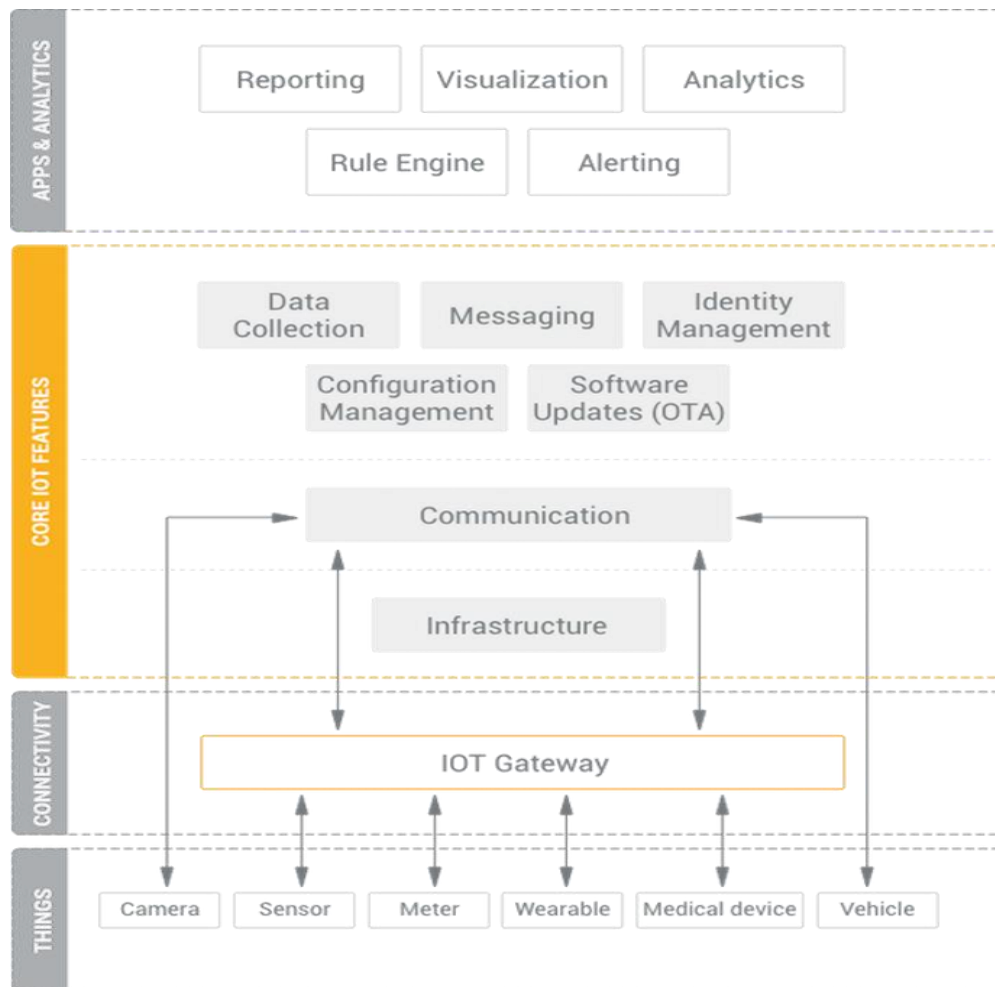 APPS & ANALYTICS
Reporting
Visualization
Analytics
Rule Engine
Alerting
CORE IOT FEATURES
Data
Collection
Messaging
Identity
Management
Configuration
Management
Software
Updates (OTA)
Communication
Infrastructure
CONNECTIVITY
IOT Gateway
THINGS
Camera
Sensor
Meter
Wearable
Medical device
Vehicle